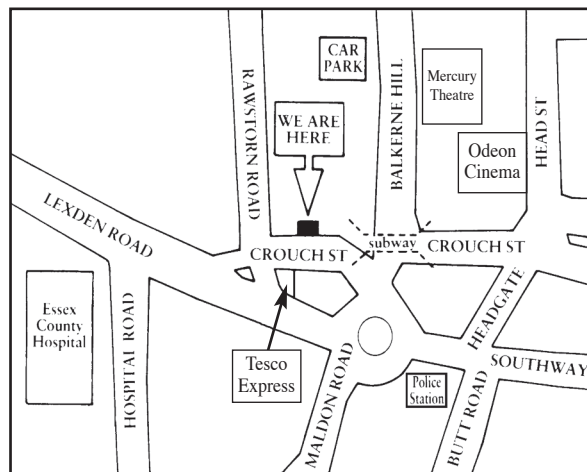 CAR
PARK
RAWSTORN ROAD
WE ARE
HERE
BALKERNE HILL
Mercury
Theatre
HEAD ST
Odeon
Cinema
LEXDEN ROAD
CROUCH ST
subway
CROUCH ST
Essex
County
Hospital
HOSPITAL ROAD
Tesco
Express
MALDON ROAD
HEADGATE
SOUTHWAY
Police
Station
BUTT ROAD